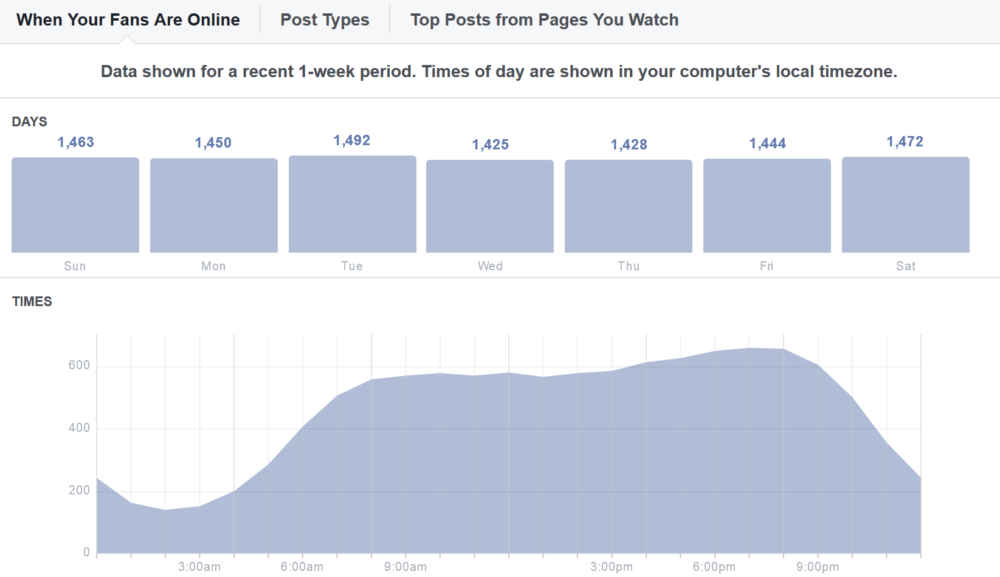 When Your Fans Are Online
Post Types
Top Posts from Pages You Watch
Data shown for a recent 1-week period. Times of day are shown in your computer's local timezone.
DAYS
1,463 1,450 1,492 1,425 1,428 1,444 1,472
Sun Mon Tue Wed Thu Fri Sat
TIMES
600
400
200
0
3:00am 6:00am 9:00am 3:00pm 6:00pm 9:00pm